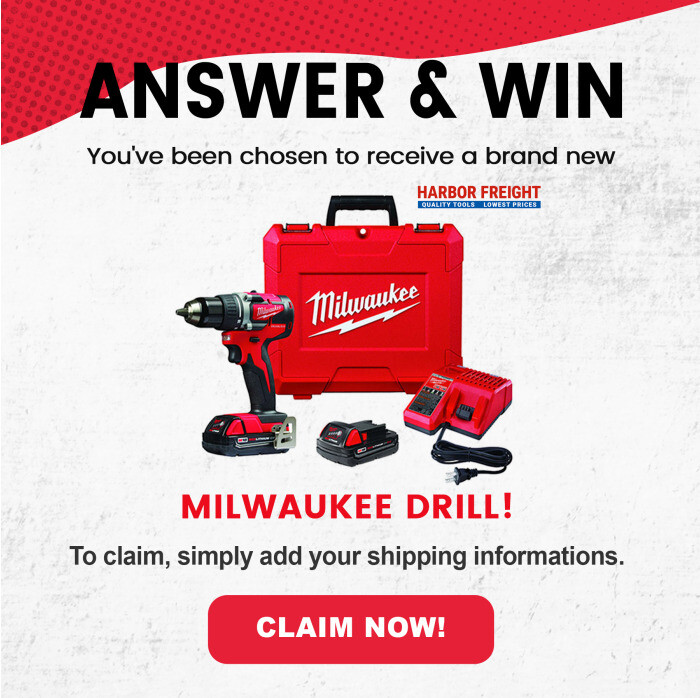 ANSWER & WIN
You've been chosen to receive a brand new
HARBOR FREIGHT
QUALITY TOOLS LOWEST PRICES
Milwaukee
Milwaukee
MILWAUKEE DRILL!
To claim, simply add your shipping informations.
CLAIM NOW!